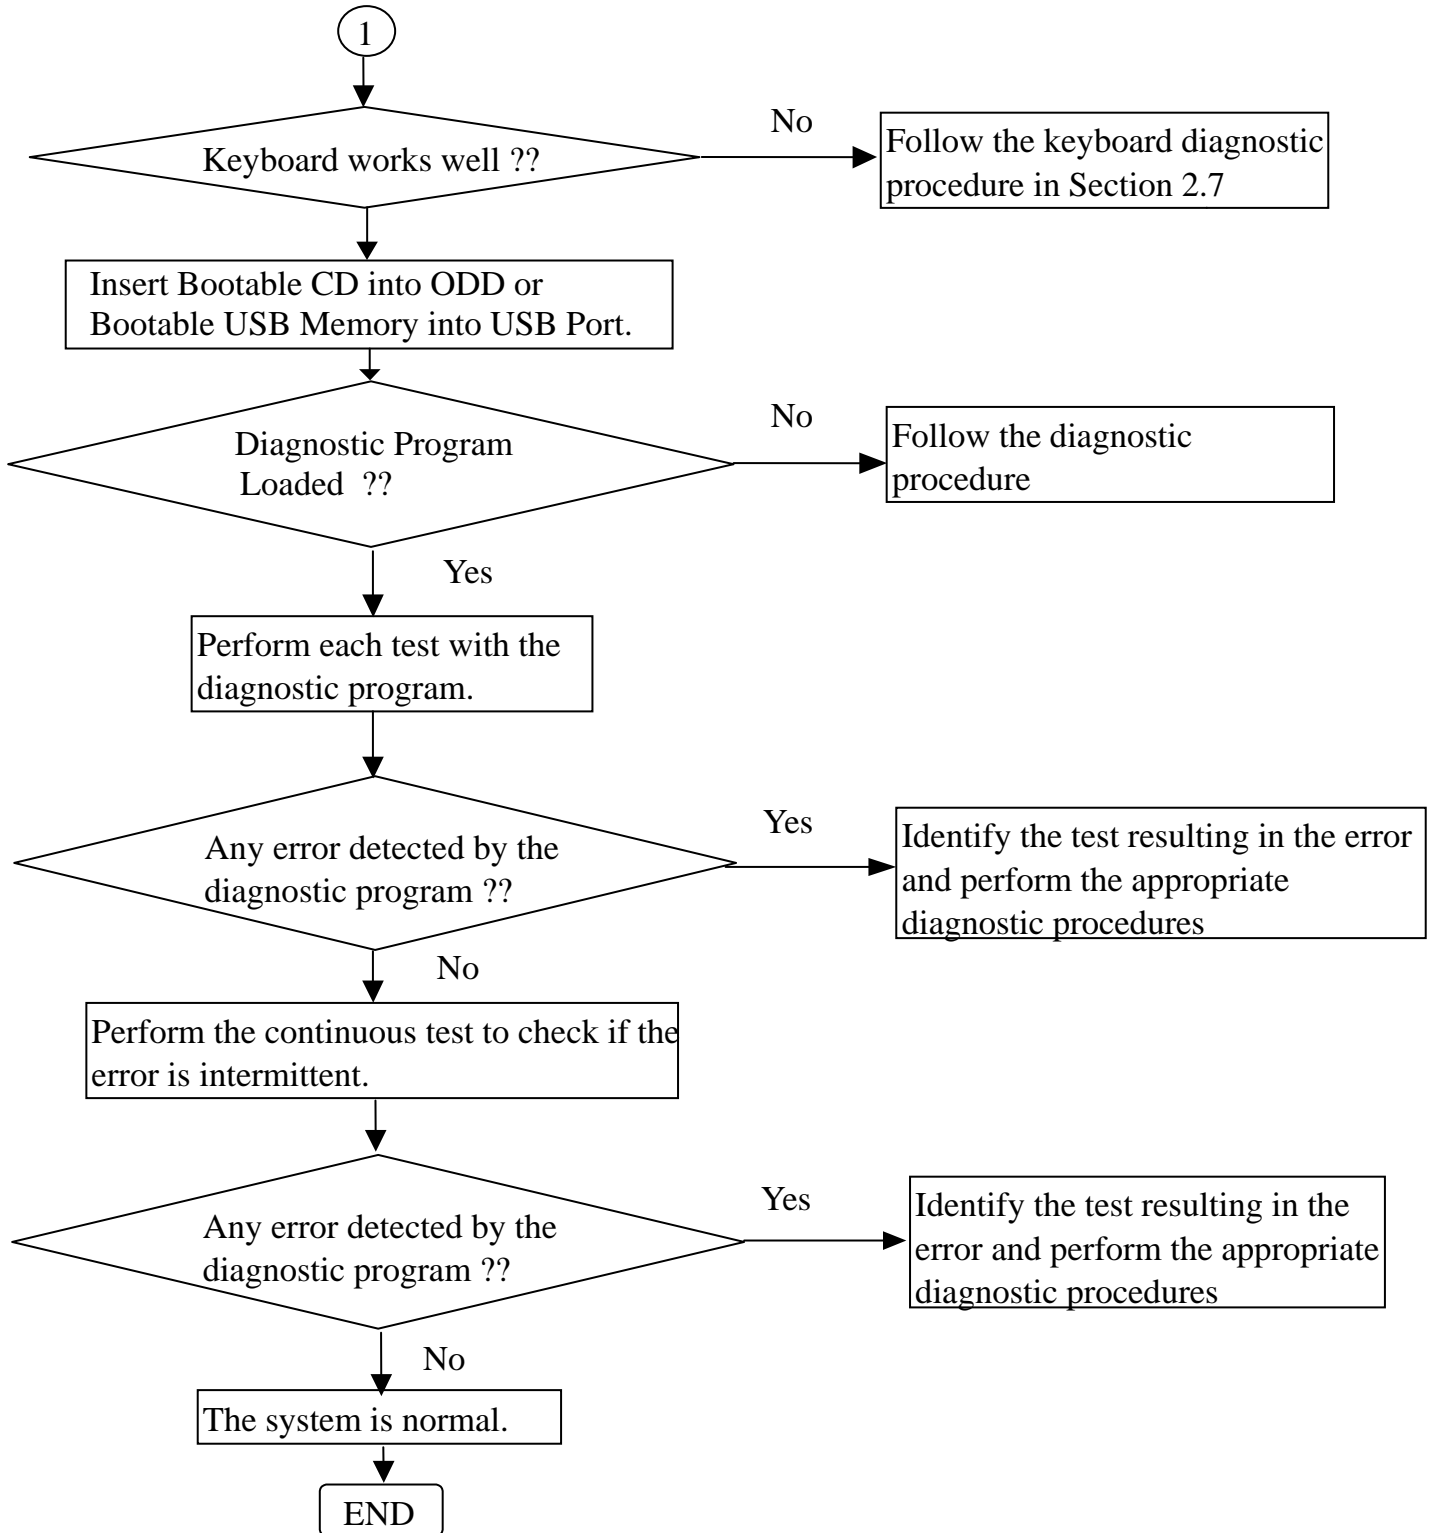 1
Keyboard works well ??
No
Follow the keyboard diagnostic
procedure in Section 2.7
Insert Bootable CD into ODD or
Bootable USB Memory into USB Port.
Diagnostic Program
Loaded ??
No
Follow the diagnostic
procedure
Yes
Perform each test with the
diagnostic program.
Any error detected by the
diagnostic program ??
Yes
Identify the test resulting in the error
and perform the appropriate
diagnostic procedures
No
Perform the continuous test to check if the
error is intermittent.
Any error detected by the
diagnostic program ??
Yes
Identify the test resulting in the
error and perform the appropriate
diagnostic procedures
No
The system is normal.
END